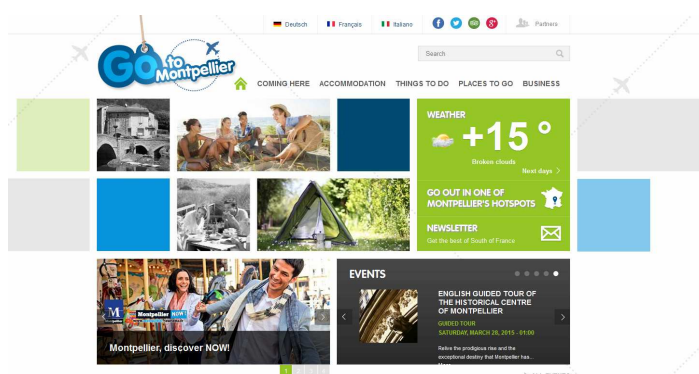 Deutsch
Français
Italiano
Partners
GO to
Montpellier
Search
COMING HERE
ACCOMMODATION
THINGS TO DO
PLACES TO GO
BUSINESS
WEATHER
+15 °
Broken clouds
Next days
GO OUT IN ONE OF
MONTPELLIER'S HOTSPOTS
NEWSLETTER
Get the best of South of France
M
Montpellier NOW!
Montpellier, discover NOW!
1
EVENTS
ENGLISH GUIDED TOUR OF
THE HISTORICAL CENTRE
OF MONTPELLIER
GUIDED TOUR
SATURDAY, MARCH 28, 2015 - 01:00
Relive the prodigious rise and the
exceptional destiny that Montpellier has...